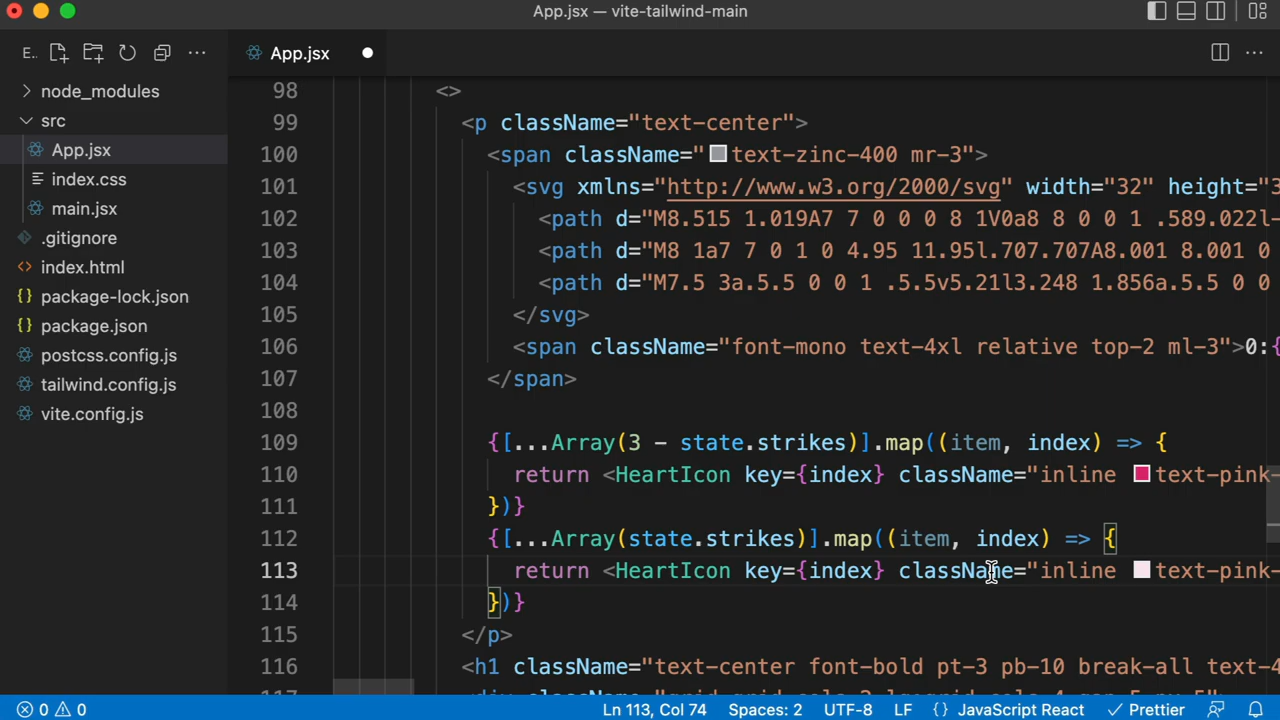 App.jsx — vite-tailwind-main
E..
App.jsx
node_modules
src
App.jsx
index.css
main.jsx
.gitignore
index.html
package-lock.json
package.json
postcss.config.js
tailwind.config.js
vite.config.js
98 <>
99 <p className="text-center">
100 <span className="text-zinc-400 mr-3">
101 <svg xmlns="http://www.w3.org/2000/svg" width="32" height="3
102 <path d="M8.515 1.019A7 7 0 0 0 8 1V0a8 8 0 0 1 .589.022l-
103 <path d="M8 1a7 7 0 1 0 4.95 11.95l.707.707A8.001 8.001 0
104 <path d="M7.5 3a.5.5 0 0 1 .5.5v5.21l3.248 1.856a.5.5 0 0
105 </svg>
106 <span className="font-mono text-4xl relative top-2 ml-3">0:{
107 </span>
108
109 {[...Array(3 - state.strikes)].map((item, index) => {
110 return <HeartIcon key={index} className="inline text-pink-
111 })}
112 {[...Array(state.strikes)].map((item, index) => {
113 return <HeartIcon key={index} className="inline text-pink-
114 })}
115 </p>
116 <h1 className="text-center font-bold pt-3 pb-10 break-all text-4
0 0
Ln 113, Col 74
Spaces: 2
UTF-8
LF
{} JavaScript React
Prettier